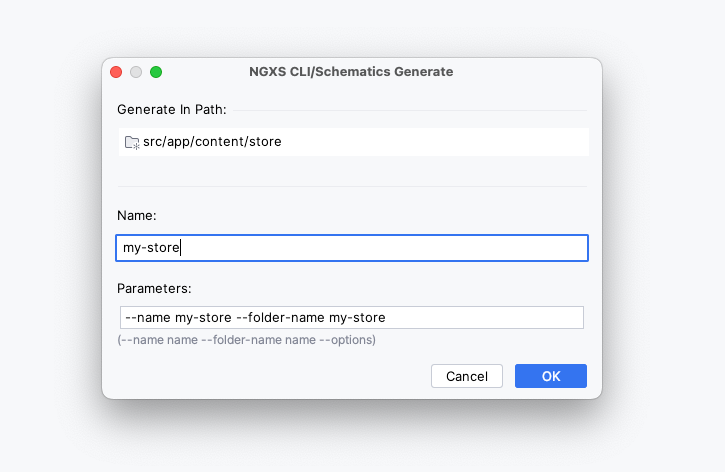 NGXS CLI/Schematics Generate
Generate In Path:
src/app/content/store
Name:
my-store
Parameters:
--name my-store --folder-name my-store
(--name name --folder-name name --options)
Cancel
OK